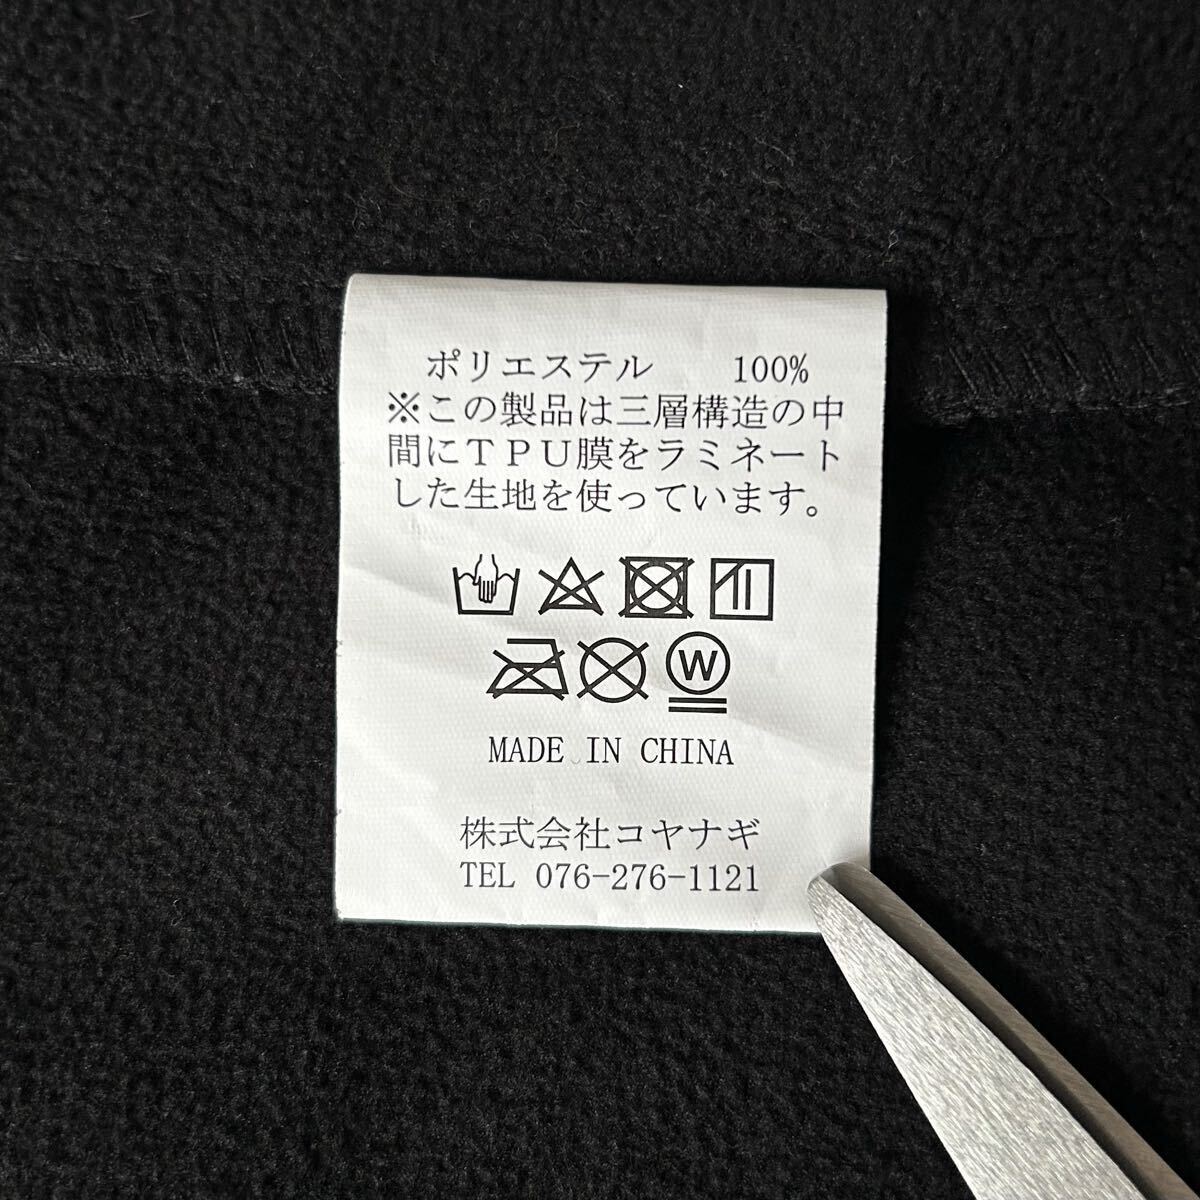 ポリエステル 100%
※この製品は三層構造の中
間にＴＰＵ膜をラミネート
した生地を使っています。
W
MADE IN CHINA
株式会社コヤナギ
TEL 076-276-1121